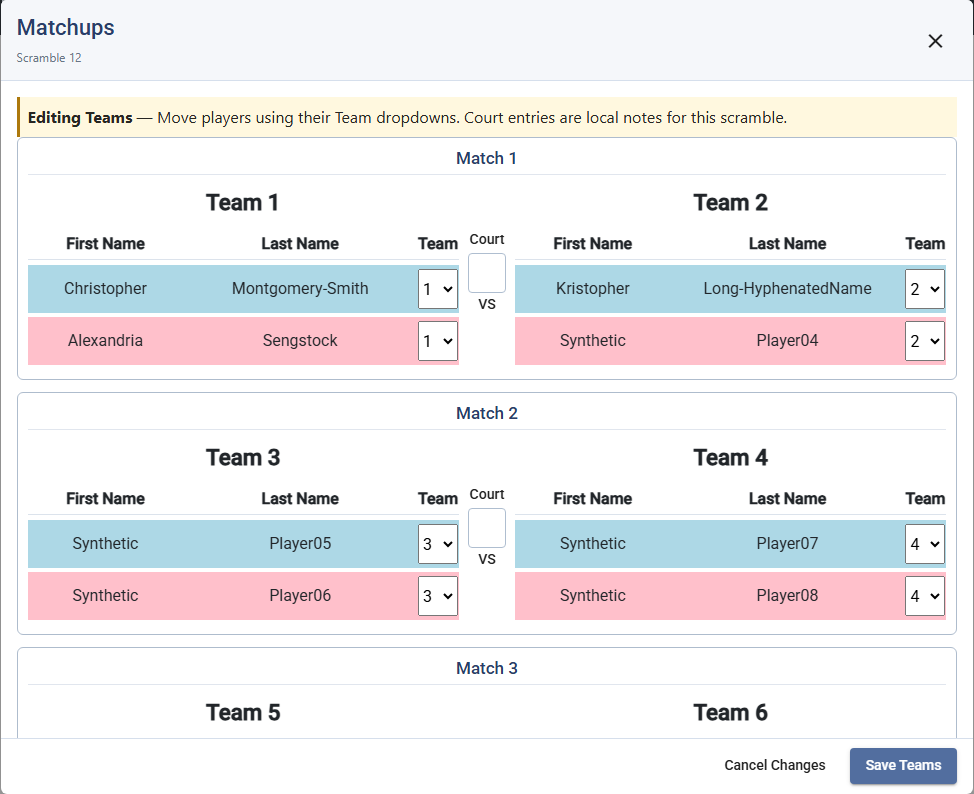 Matchups
Scramble 12
Editing Teams — Move players using their Team dropdowns. Court entries are local notes for this scramble.
Match 1
Team 1 Team 2
First Name Last Name Team Court First Name Last Name Team
Christopher Montgomery-Smith 1 Kristopher Long-HyphenatedName 2
VS
Alexandria Sengstock 1 Synthetic Player04 2
Match 2
Team 3 Team 4
First Name Last Name Team Court First Name Last Name Team
Synthetic Player05 3 Synthetic Player07 4
VS
Synthetic Player06 3 Synthetic Player08 4
Match 3
Team 5 Team 6
Cancel Changes Save Teams